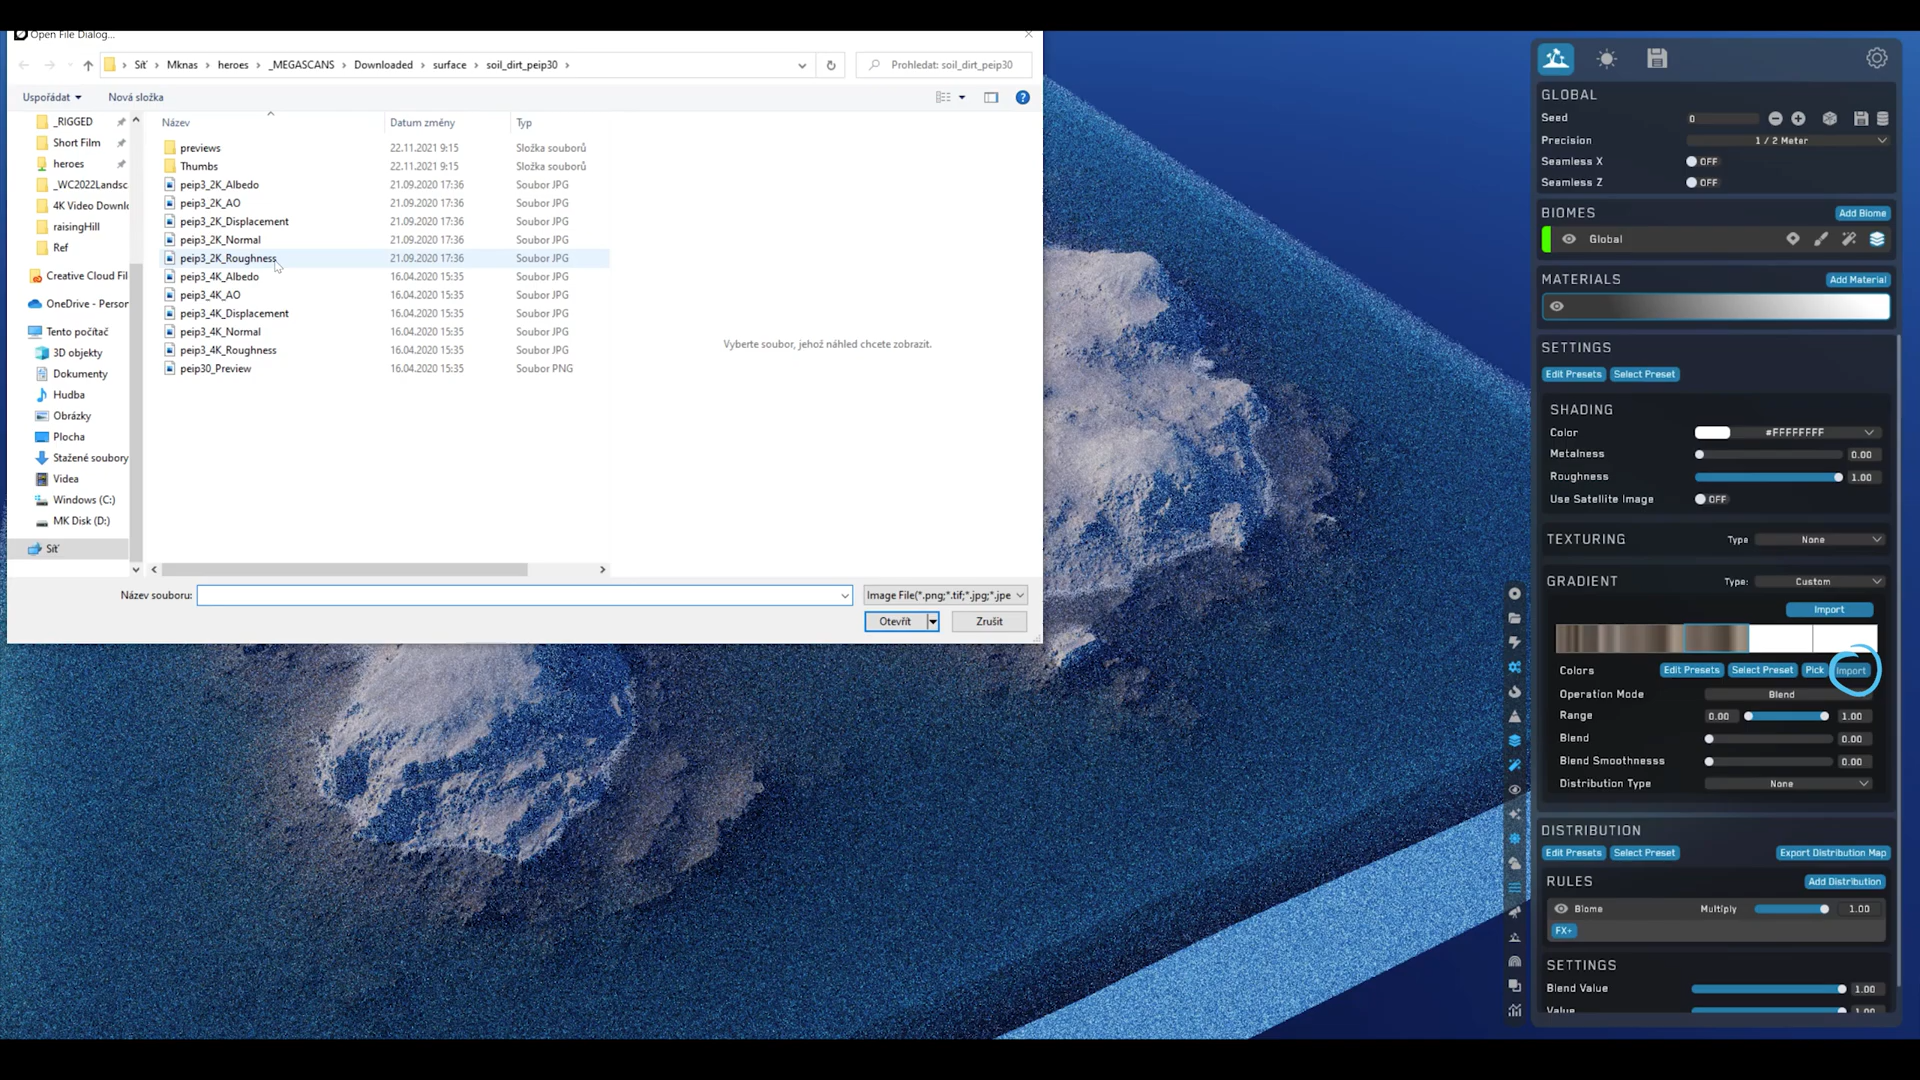 Open File Dialog...
Síť > Mknas > heroes > _MEGASCANS > Downloaded > surface > soil_dirt_peip30 >
Prohledat: soil_dirt_peip30
Uspořádat
Nová složka
_RIGGED
Short Film
heroes
_WC2022Landsc
4K Video Downlo
raisingHill
Ref
Creative Cloud Fil
OneDrive - Person
Tento počítač
3D objekty
Dokumenty
Hudba
Obrázky
Plocha
Stažené soubory
Videa
Windows (C:)
MK Disk (D:)
Síť
Název Datum změny Typ
previews 22.11.2021 9:15 Složka souborů
Thumbs 22.11.2021 9:15 Složka souborů
peip3_2K_Albedo 21.09.2020 17:36 Soubor JPG
peip3_2K_AO 21.09.2020 17:36 Soubor JPG
peip3_2K_Displacement 21.09.2020 17:36 Soubor JPG
peip3_2K_Normal 21.09.2020 17:36 Soubor JPG
peip3_2K_Roughness 21.09.2020 17:36 Soubor JPG
peip3_4K_Albedo 16.04.2020 15:35 Soubor JPG
peip3_4K_AO 16.04.2020 15:35 Soubor JPG
peip3_4K_Displacement 16.04.2020 15:35 Soubor JPG
peip3_4K_Normal 16.04.2020 15:35 Soubor JPG
peip3_4K_Roughness 16.04.2020 15:35 Soubor JPG
peip30_Preview 16.04.2020 15:35 Soubor PNG
Vyberte soubor, jehož náhled chcete zobrazit.
Název souboru:
Image File(*.png;*.tif;*.jpg;*.jpe
Otevřít
Zrušit
GLOBAL
Seed 0
Precision 1 / 2 Meter
Seamless X OFF
Seamless Z OFF
BIOMES Add Biome
Global
MATERIALS Add Material
SETTINGS
Edit Presets Select Preset
SHADING
Color #FFFFFFFF
Metalness 0.00
Roughness 1.00
Use Satellite Image OFF
TEXTURING Type None
GRADIENT Type: Custom
Import
Colors Edit Presets Select Preset Pick Import
Operation Mode Blend
Range 0.00 1.00
Blend 0.00
Blend Smoothnesss 0.00
Distribution Type None
DISTRIBUTION
Edit Presets Select Preset Export Distribution Map
RULES Add Distribution
Biome Multiply 1.00
FX+
SETTINGS
Blend Value 1.00
Value 1.00